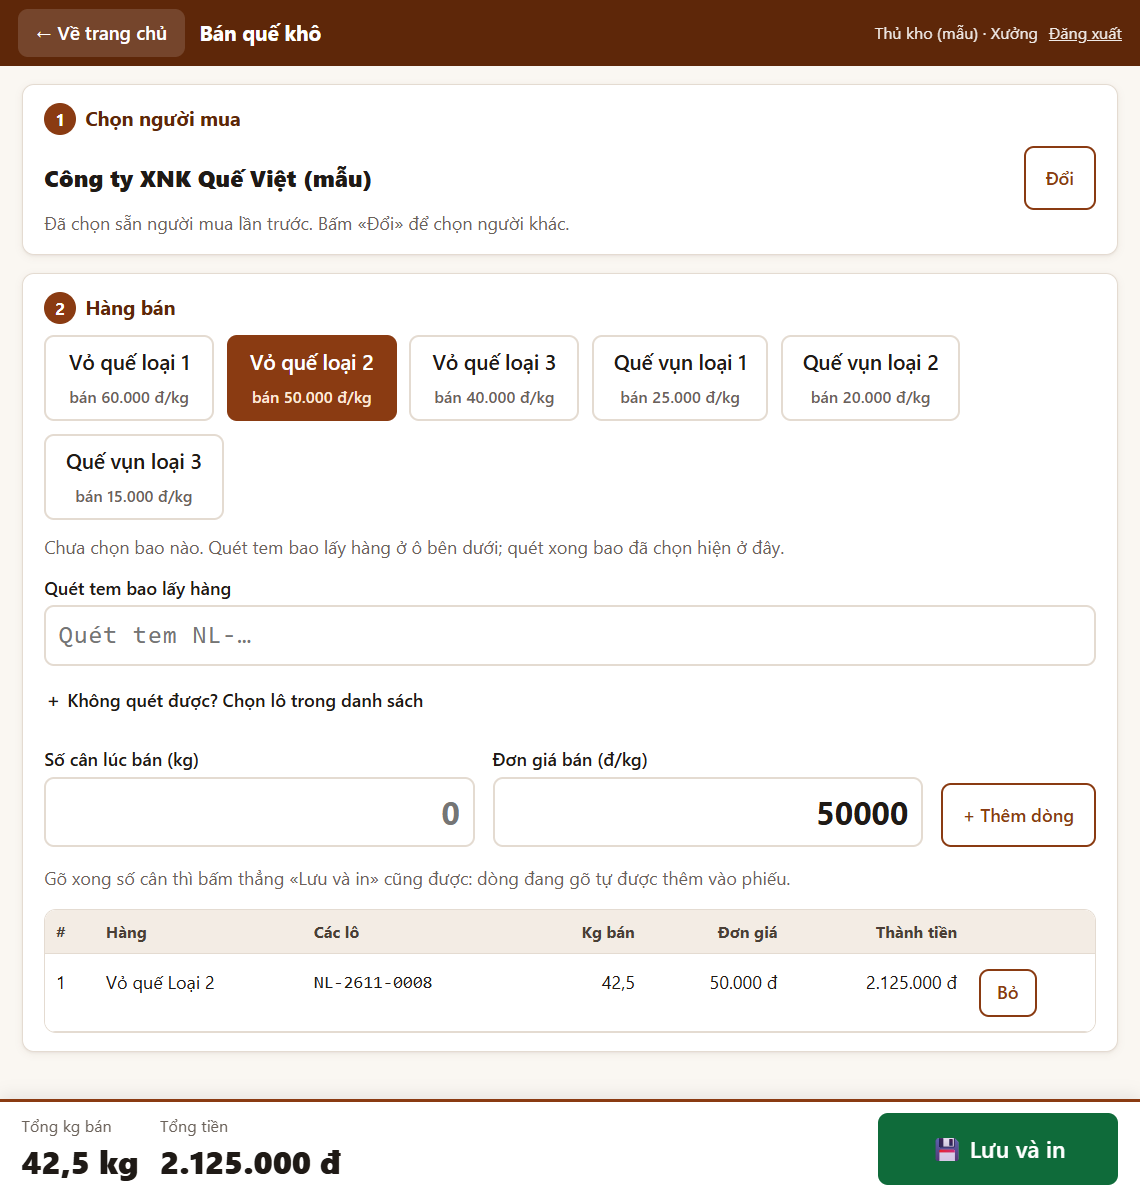 ← Về trang chủ Bán quế khô Thủ kho (mẫu) · Xưởng Đăng xuất
1 Chọn người mua
Công ty XNK Quế Việt (mẫu) Đổi
Đã chọn sẵn người mua lần trước. Bấm «Đổi» để chọn người khác.
2 Hàng bán
Vỏ quế loại 1 Vỏ quế loại 2 Vỏ quế loại 3 Quế vụn loại 1 Quế vụn loại 2
bán 60.000 đ/kg bán 50.000 đ/kg bán 40.000 đ/kg bán 25.000 đ/kg bán 20.000 đ/kg
Quế vụn loại 3
bán 15.000 đ/kg
Chưa chọn bao nào. Quét tem bao lấy hàng ở ô bên dưới; quét xong bao đã chọn hiện ở đây.
Quét tem bao lấy hàng
Quét tem NL-…
+ Không quét được? Chọn lô trong danh sách
Số cân lúc bán (kg) Đơn giá bán (đ/kg)
0 50000 + Thêm dòng
Gõ xong số cân thì bấm thẳng «Lưu và in» cũng được: dòng đang gõ tự được thêm vào phiếu.
# Hàng Các lô Kg bán Đơn giá Thành tiền
1 Vỏ quế Loại 2 NL-2611-0008 42,5 50.000 đ 2.125.000 đ Bỏ
Tổng kg bán Tổng tiền
42,5 kg 2.125.000 đ Lưu và in